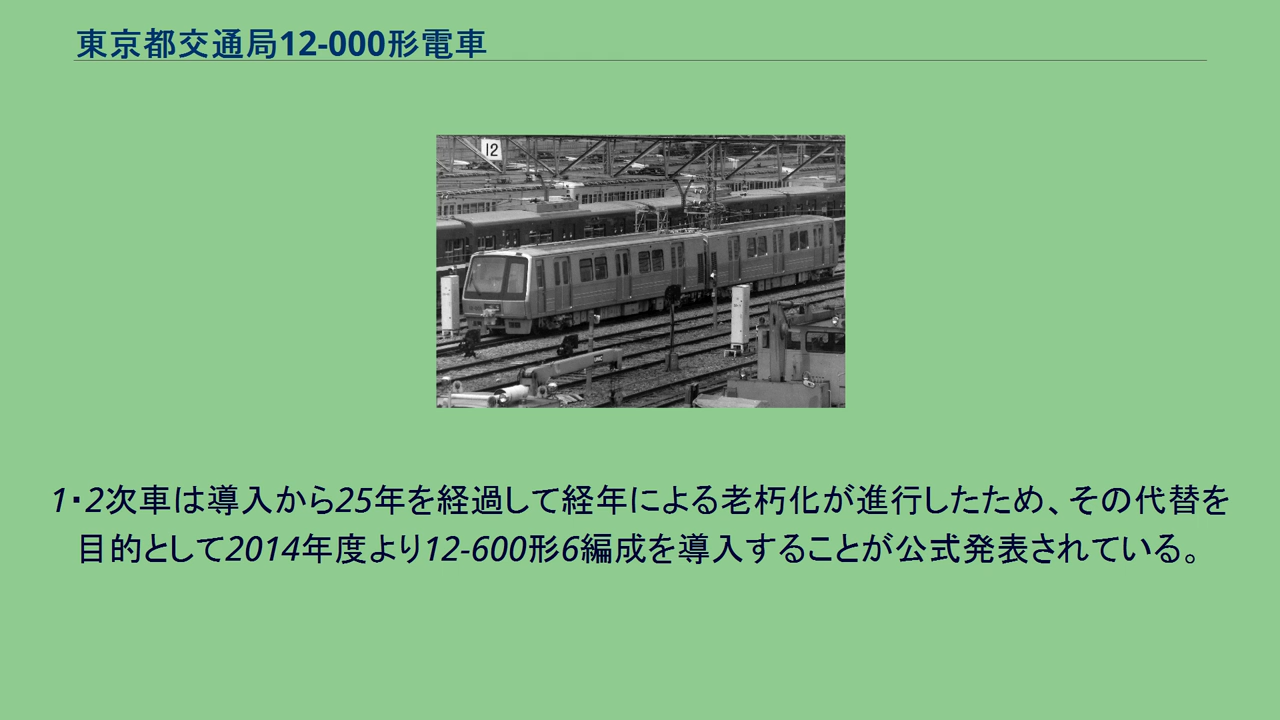 東京都交通局12-000形電車
12
1・2次車は導入から25年を経過して経年による老朽化が進行したため、その代替を
目的として2014年度より12-600形6編成を導入することが公式発表されている。